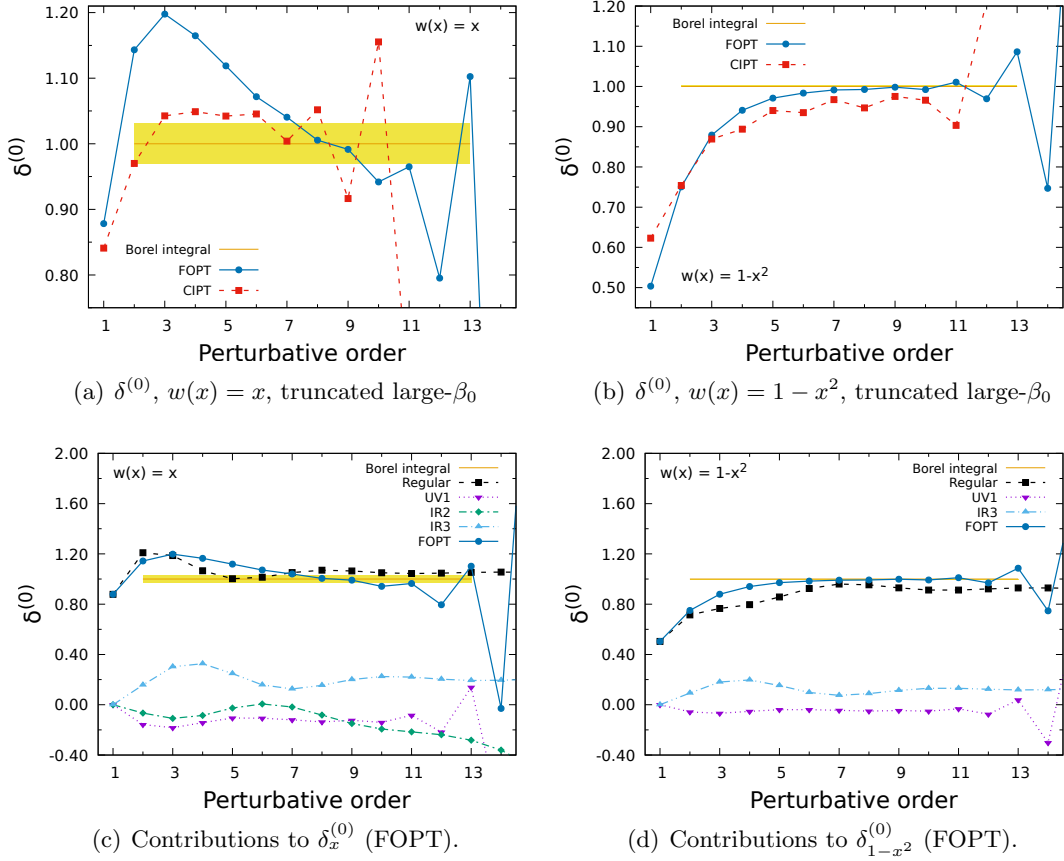 1.20
1.10
1.00
0.90
0.80
δ(0)
w(x) = x
Borel integral
FOPT
CIPT
1 3 5 7 9 11 13
Perturbative order
(a) δ(0), w(x) = x, truncated large-β0
1.20
1.10
1.00
0.90
0.80
0.70
0.60
0.50
δ(0)
Borel integral
FOPT
CIPT
w(x) = 1-x2
1 3 5 7 9 11 13
Perturbative order
(b) δ(0), w(x) = 1 − x2, truncated large-β0
2.00
1.60
1.20
0.80
0.40
0.00
-0.40
δ(0)
w(x) = x
Borel integral
Regular
UV1
IR2
IR3
FOPT
1 3 5 7 9 11 13
Perturbative order
(c) Contributions to δx(0) (FOPT).
2.00
1.60
1.20
0.80
0.40
0.00
-0.40
δ(0)
w(x) = 1-x2
Borel integral
Regular
UV1
IR3
FOPT
1 3 5 7 9 11 13
Perturbative order
(d) Contributions to δ1−x2(0) (FOPT).